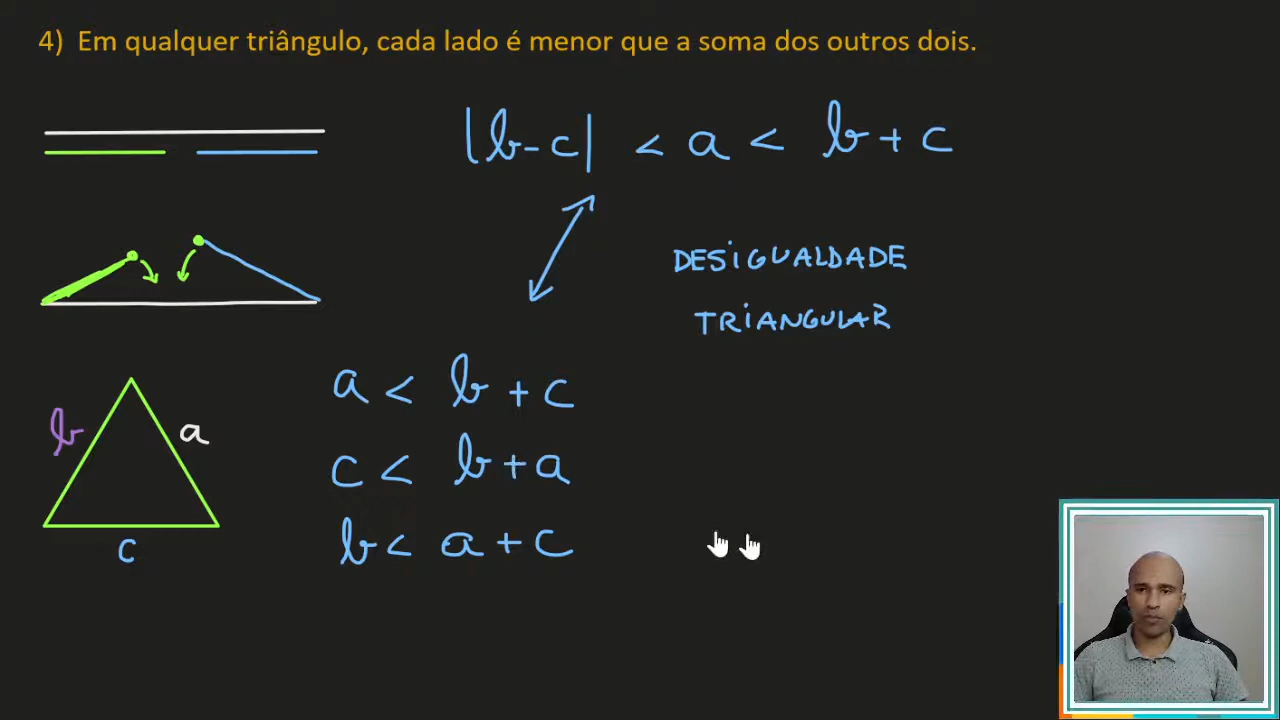 4) Em qualquer triângulo, cada lado é menor que a soma dos outros dois.
|b-c| < a < b + c
DESIGUALDADE
TRIANGULAR
a < b + c
b
a
c < b + a
b < a + c
c